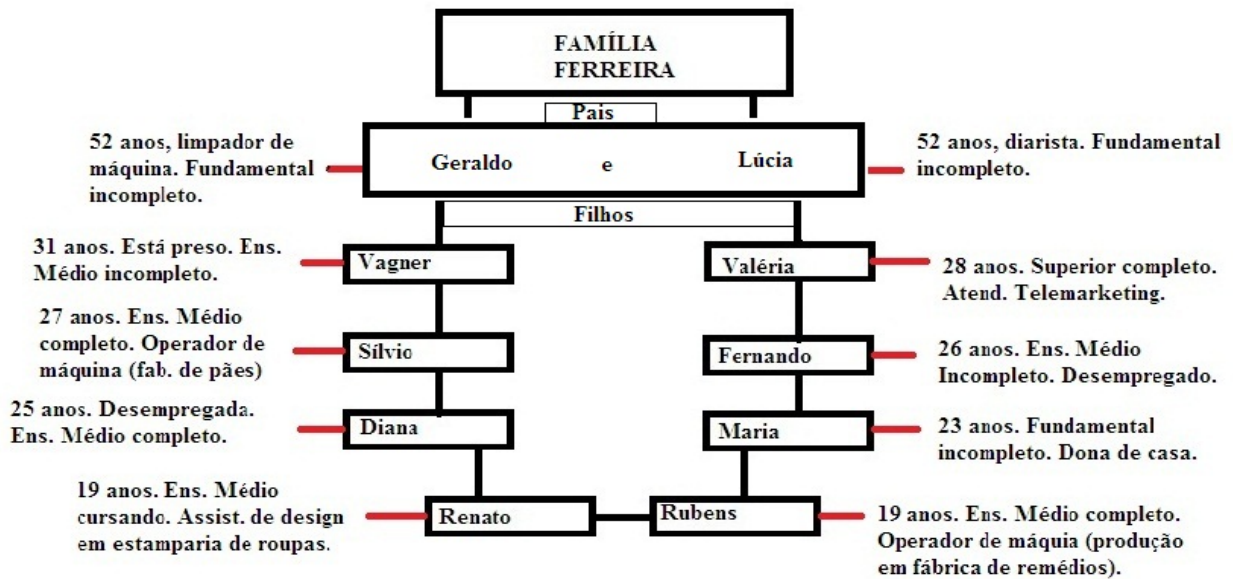 FAMÍLIA
FERREIRA
Pais
52 anos, limpador de
máquina. Fundamental
incompleto.
Geraldo e Lúcia
52 anos, diarista. Fundamental
incompleto.
Filhos
31 anos. Está preso. Ens.
Médio incompleto.
Vagner
Valéria
28 anos. Superior completo.
Atend. Telemarketing.
27 anos. Ens. Médio
completo. Operador de
máquina (fab. de pães)
Sílvio
Fernando
26 anos. Ens. Médio
Incompleto. Desempregado.
25 anos. Desempregada.
Ens. Médio completo.
Diana
Maria
23 anos. Fundamental
incompleto. Dona de casa.
19 anos. Ens. Médio
cursando. Assist. de design
em estamparia de roupas.
Renato
Rubens
19 anos. Ens. Médio completo.
Operador de máquia (produção
em fábrica de remédios).